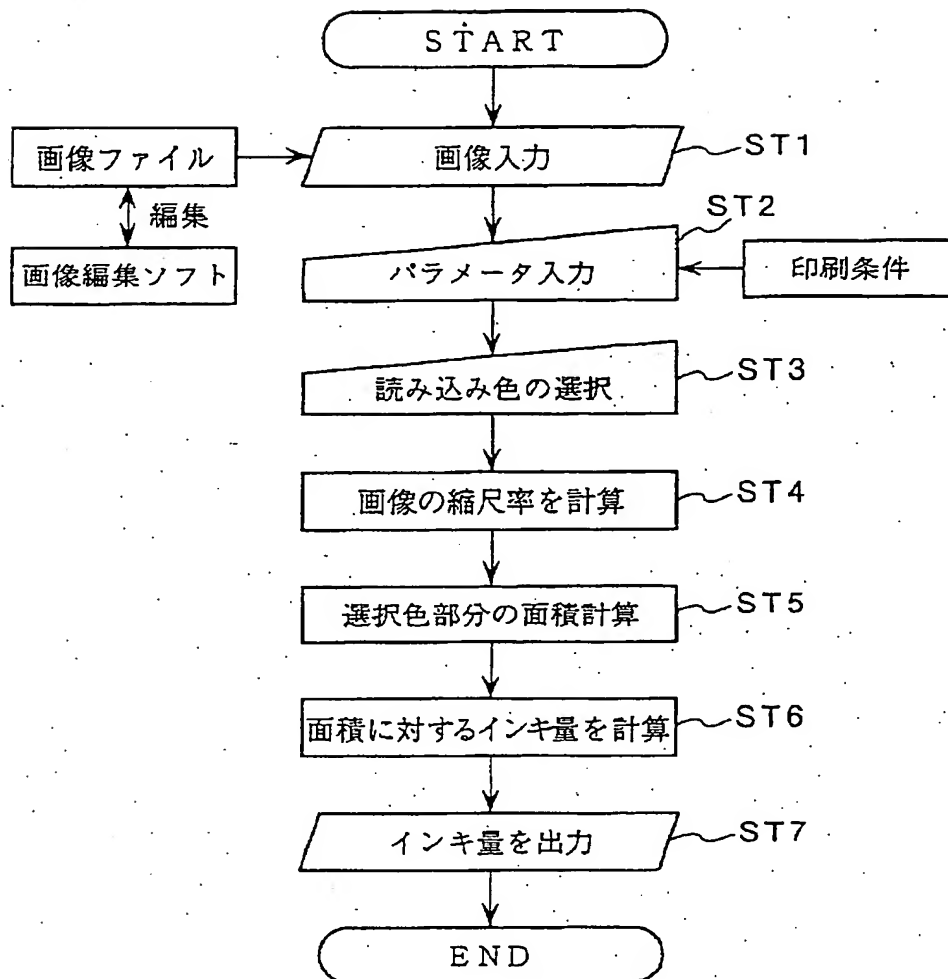 START
画像ファイル
画像入力
ST1
編集
ST2
画像編集ソフト
パラメータ入力
印刷条件
読み込み色の選択
ST3
画像の縮尺率を計算
ST4
選択色部分の面積計算
ST5
面積に対するインキ量を計算
ST6
インキ量を出力
ST7
END